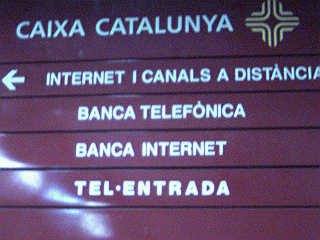 CAIXA CATALUNYA
INTERNET I CANALS A DISTÀNCIA
BANCA TELEFÒNICA
BANCA INTERNET
TEL·ENTRADA